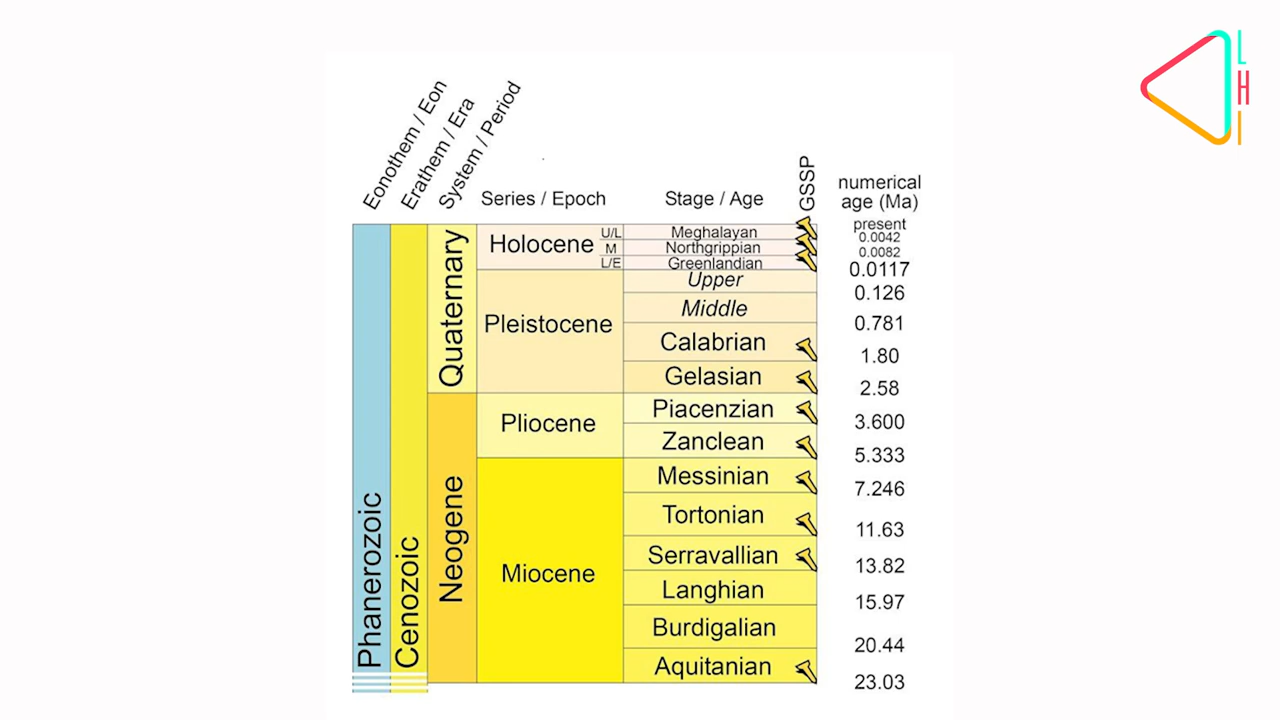 Eonothem / Eon
Erathem / Era
System / Period
Series / Epoch
Stage / Age
GSSP
numerical
age (Ma)
Phanerozoic
Cenozoic
Quaternary
Neogene
Holocene
U/L
M
L/E
Pleistocene
Pliocene
Miocene
Meghalayan
Northgrippian
Greenlandian
Upper
Middle
Calabrian
Gelasian
Piacenzian
Zanclean
Messinian
Tortonian
Serravallian
Langhian
Burdigalian
Aquitanian
present
0.0042
0.0082
0.0117
0.126
0.781
1.80
2.58
3.600
5.333
7.246
11.63
13.82
15.97
20.44
23.03
L
H
I